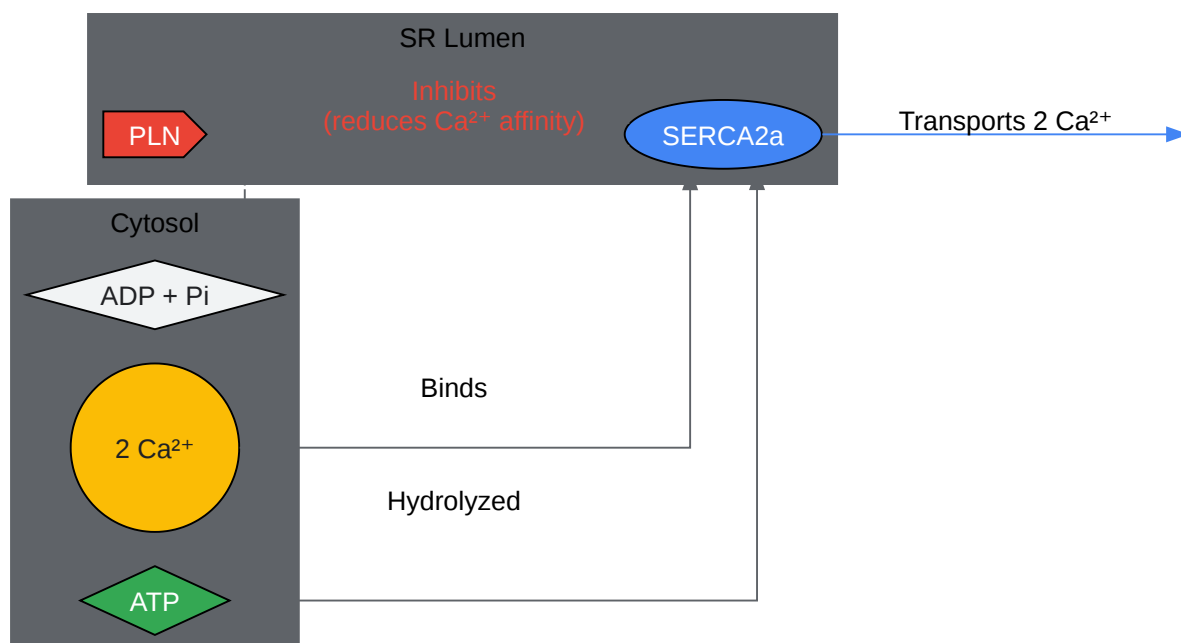 SR Lumen
Inhibits
(reduces Ca²⁺ affinity)
PLN
SERCA2a
Transports 2 Ca²⁺
Cytosol
ADP + Pi
Binds
2 Ca²⁺
Hydrolyzed
ATP